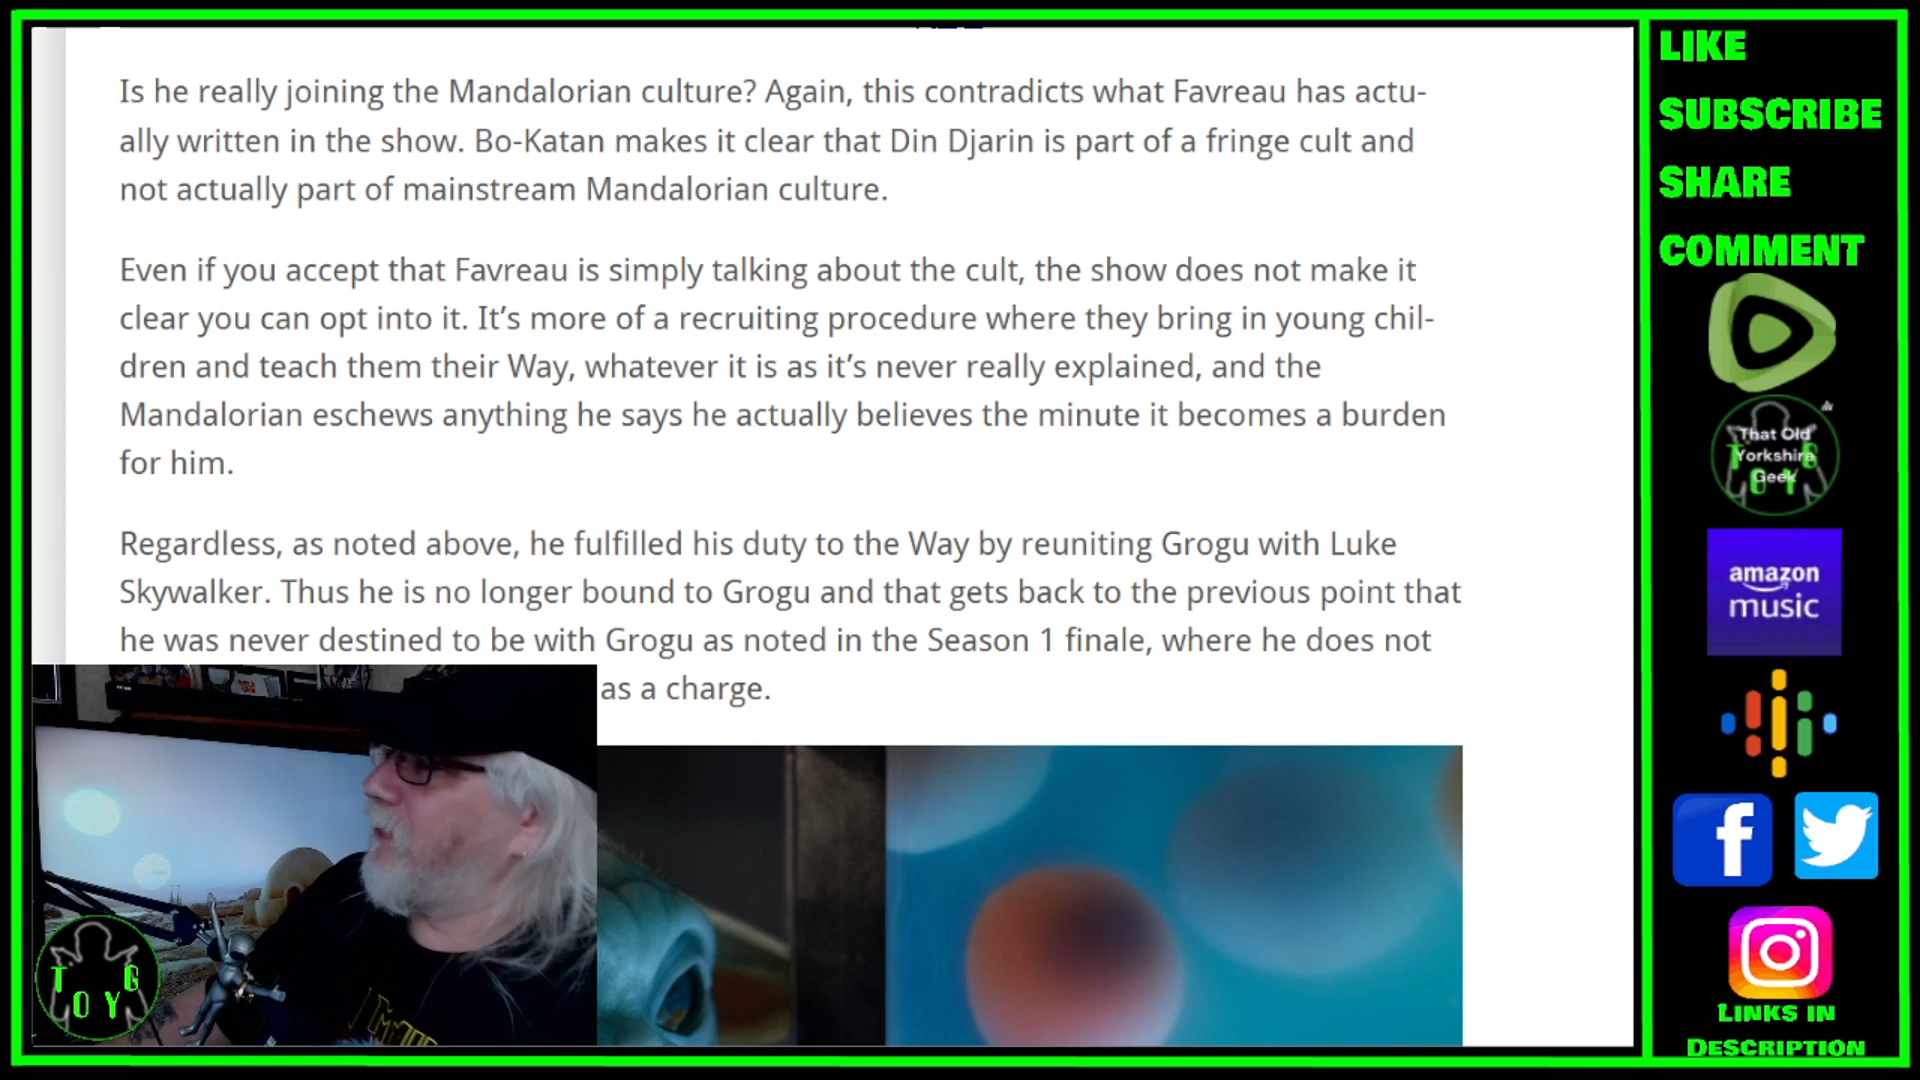 Is he really joining the Mandalorian culture? Again, this contradicts what Favreau has actu-
ally written in the show. Bo-Katan makes it clear that Din Djarin is part of a fringe cult and
not actually part of mainstream Mandalorian culture.
Even if you accept that Favreau is simply talking about the cult, the show does not make it
clear you can opt into it. It’s more of a recruiting procedure where they bring in young chil-
dren and teach them their Way, whatever it is as it’s never really explained, and the
Mandalorian eschews anything he says he actually believes the minute it becomes a burden
for him.
Regardless, as noted above, he fulfilled his duty to the Way by reuniting Grogu with Luke
Skywalker. Thus he is no longer bound to Grogu and that gets back to the previous point that
he was never destined to be with Grogu as noted in the Season 1 finale, where he does not
as a charge.
T G
O Y
LIKE
SUBSCRIBE
SHARE
COMMENT
That Old
Yorkshire
Geek
amazon
music
f
LINKS IN
DESCRIPTION